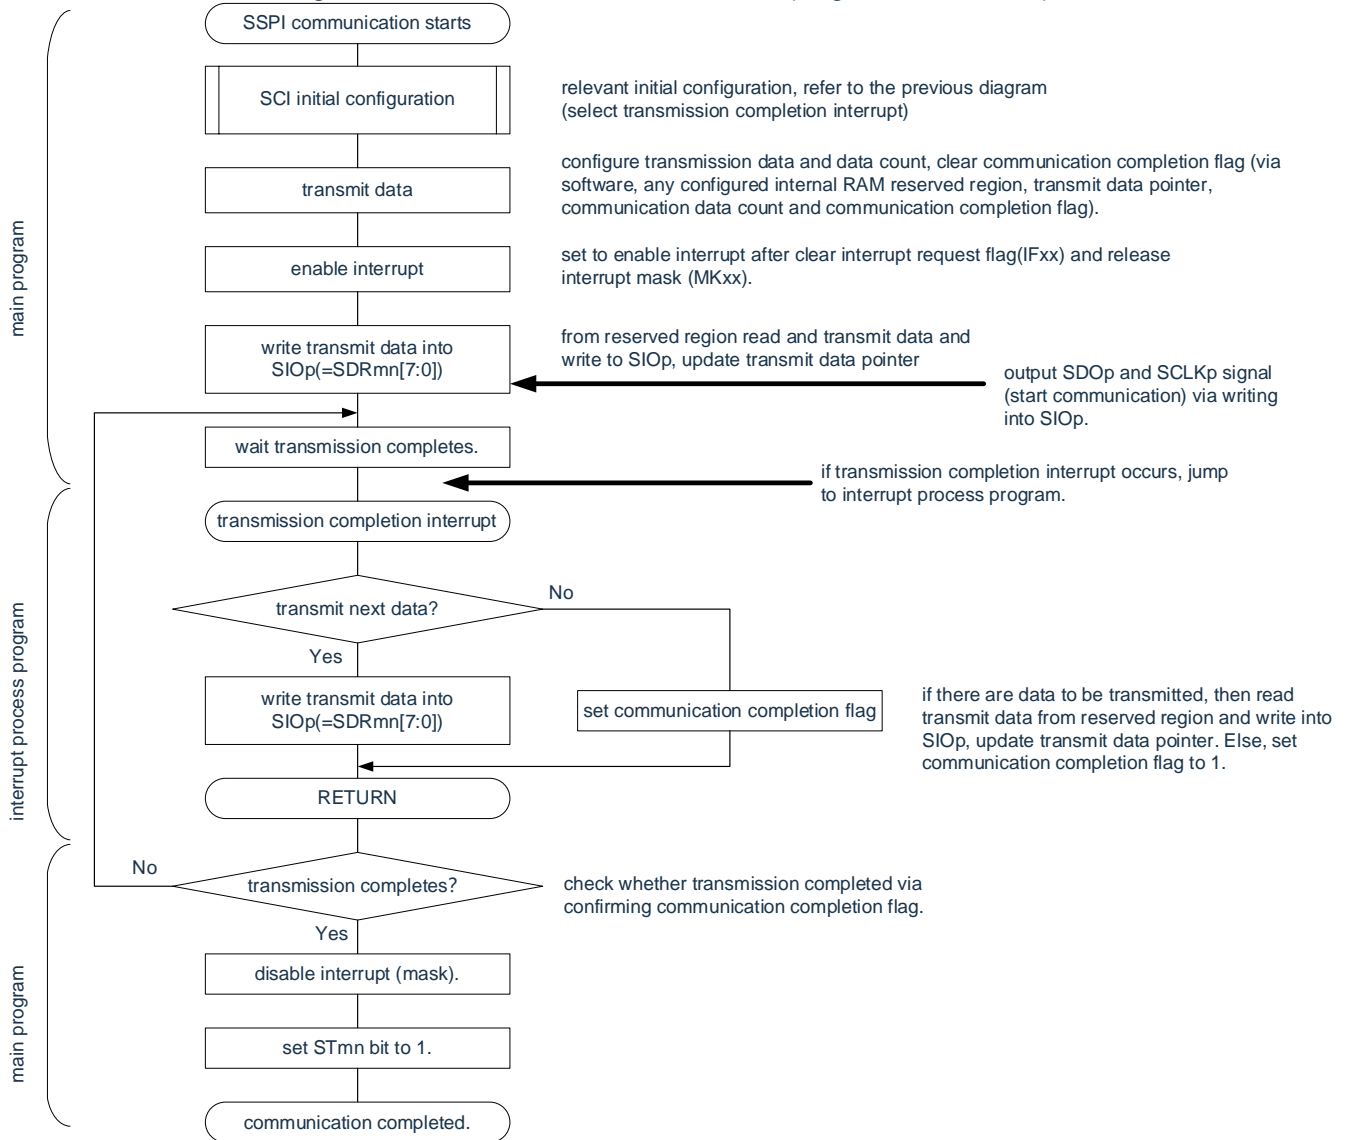 SSPI communication starts
SCI initial configuration
relevant initial configuration, refer to the previous diagram
(select transmission completion interrupt)
transmit data
configure transmission data and data count, clear communication completion flag (via
software, any configured internal RAM reserved region, transmit data pointer,
communication data count and communication completion flag).
main program
enable interrupt
set to enable interrupt after clear interrupt request flag(IFxx) and release
interrupt mask (MKxx).
write transmit data into
SIOp(=SDRmn[7:0])
from reserved region read and transmit data and
write to SIOp, update transmit data pointer
output SDOp and SCLKp signal
(start communication) via writing
into SIOp.
wait transmission completes.
if transmission completion interrupt occurs, jump
to interrupt process program.
transmission completion interrupt
interrupt process program
transmit next data?
No
Yes
write transmit data into
SIOp(=SDRmn[7:0])
set communication completion flag
if there are data to be transmitted, then read
transmit data from reserved region and write into
SIOp, update transmit data pointer. Else, set
communication completion flag to 1.
RETURN
No
transmission completes?
check whether transmission completed via
confirming communication completion flag.
Yes
main program
disable interrupt (mask).
set STmn bit to 1.
communication completed.